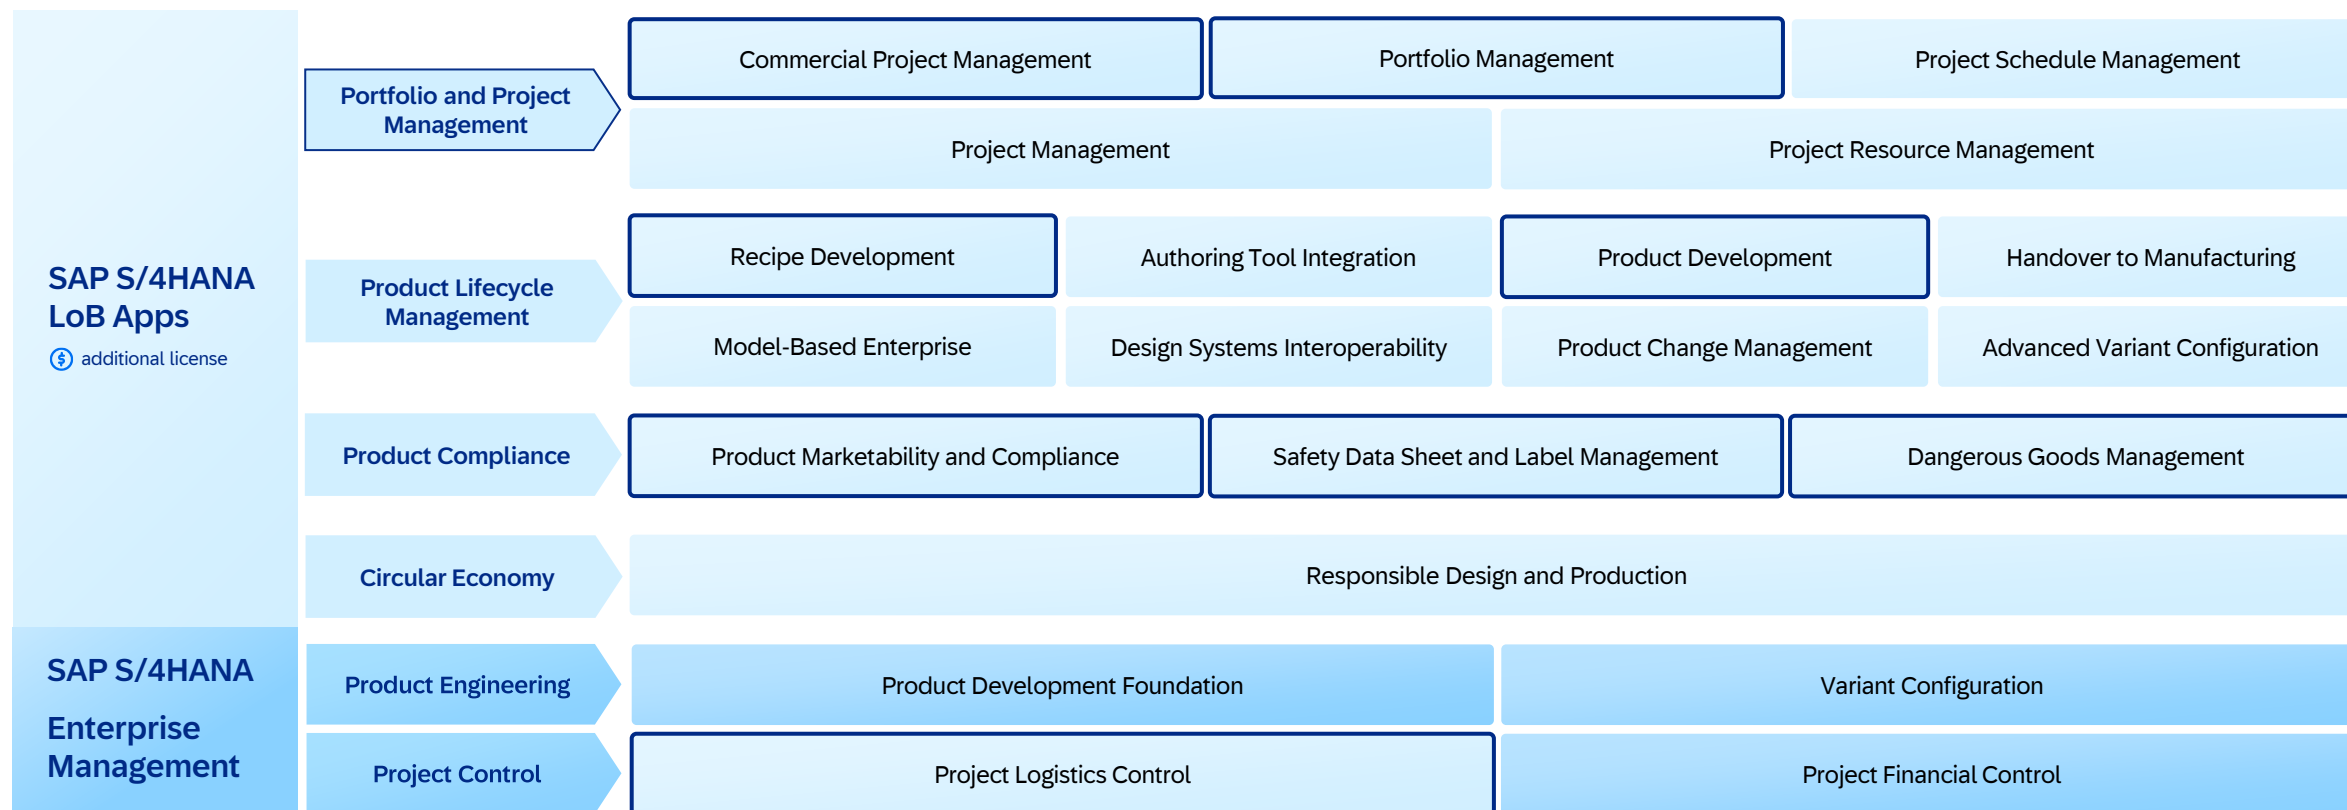 SAP S/4HANA
LoB Apps
additional license
Portfolio and Project
Management
Commercial Project Management
Portfolio Management
Project Schedule Management
Project Management
Project Resource Management
Product Lifecycle
Management
Recipe Development
Authoring Tool Integration
Product Development
Handover to Manufacturing
Model-Based Enterprise
Design Systems Interoperability
Product Change Management
Advanced Variant Configuration
Product Compliance
Product Marketability and Compliance
Safety Data Sheet and Label Management
Dangerous Goods Management
Circular Economy
Responsible Design and Production
SAP S/4HANA
Enterprise
Management
Product Engineering
Product Development Foundation
Variant Configuration
Project Control
Project Logistics Control
Project Financial Control